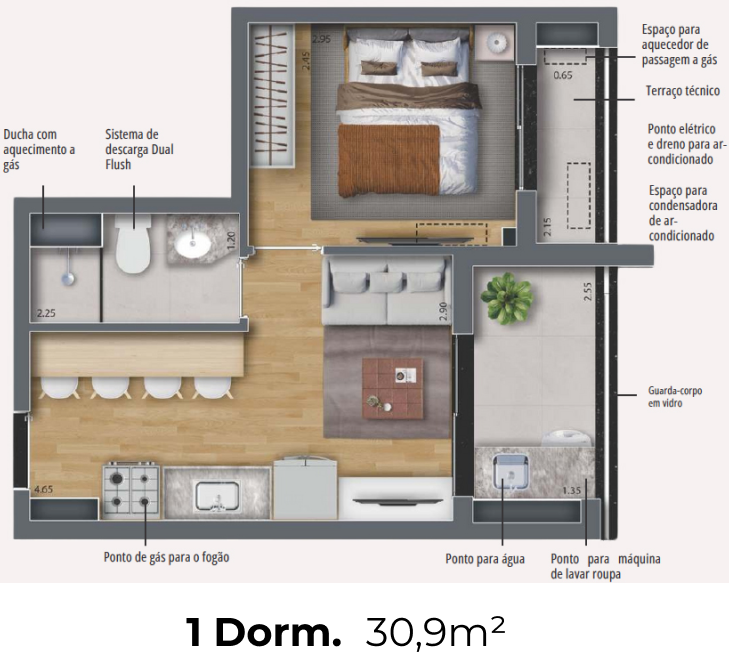 Espaço para
aquecedor de
passagem a gás
Terraço técnico
Ponto elétrico
e dreno para ar-
condicionado
Espaço para
condensadora
de ar-
condicionado
Ducha com
aquecimento a
gás
Sistema de
descarga Dual
Flush
2.95
2.45
0.65
2.15
1.20
2.25
2.90
2.55
Guarda-corpo
em vidro
4.65
1.35
Ponto de gás para o fogão
Ponto para água
Ponto para máquina
de lavar roupa
1 Dorm. 30,9m²